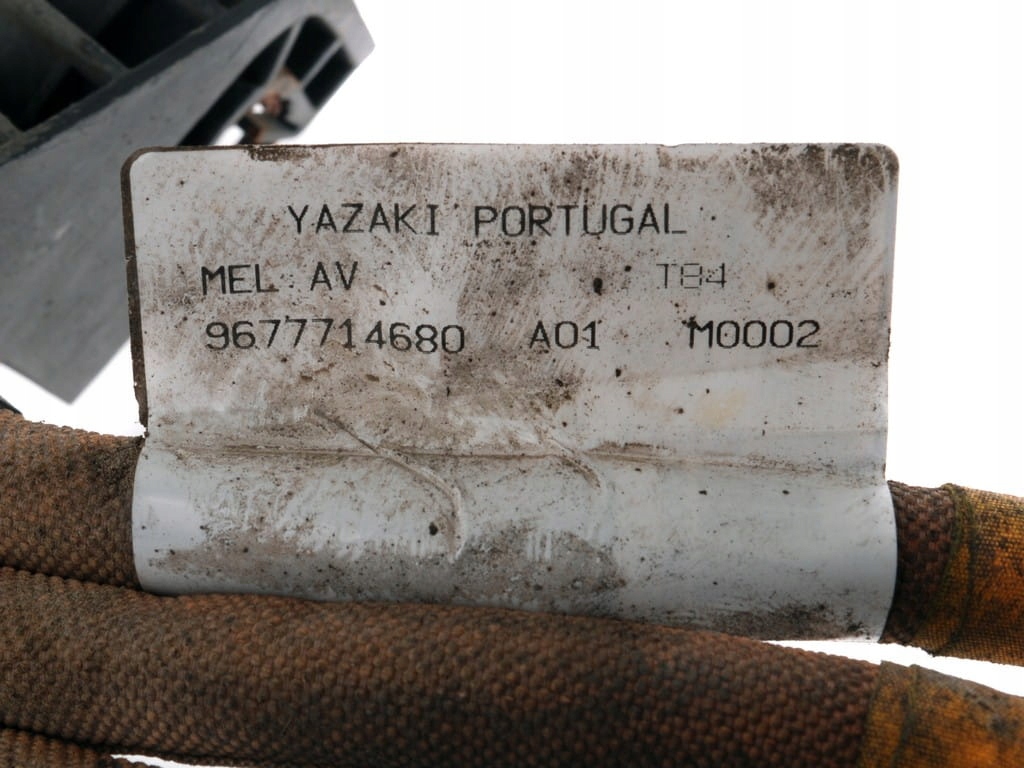 YAZAKI PORTUGAL
MEL AV T84
9677714680 A01 M0002